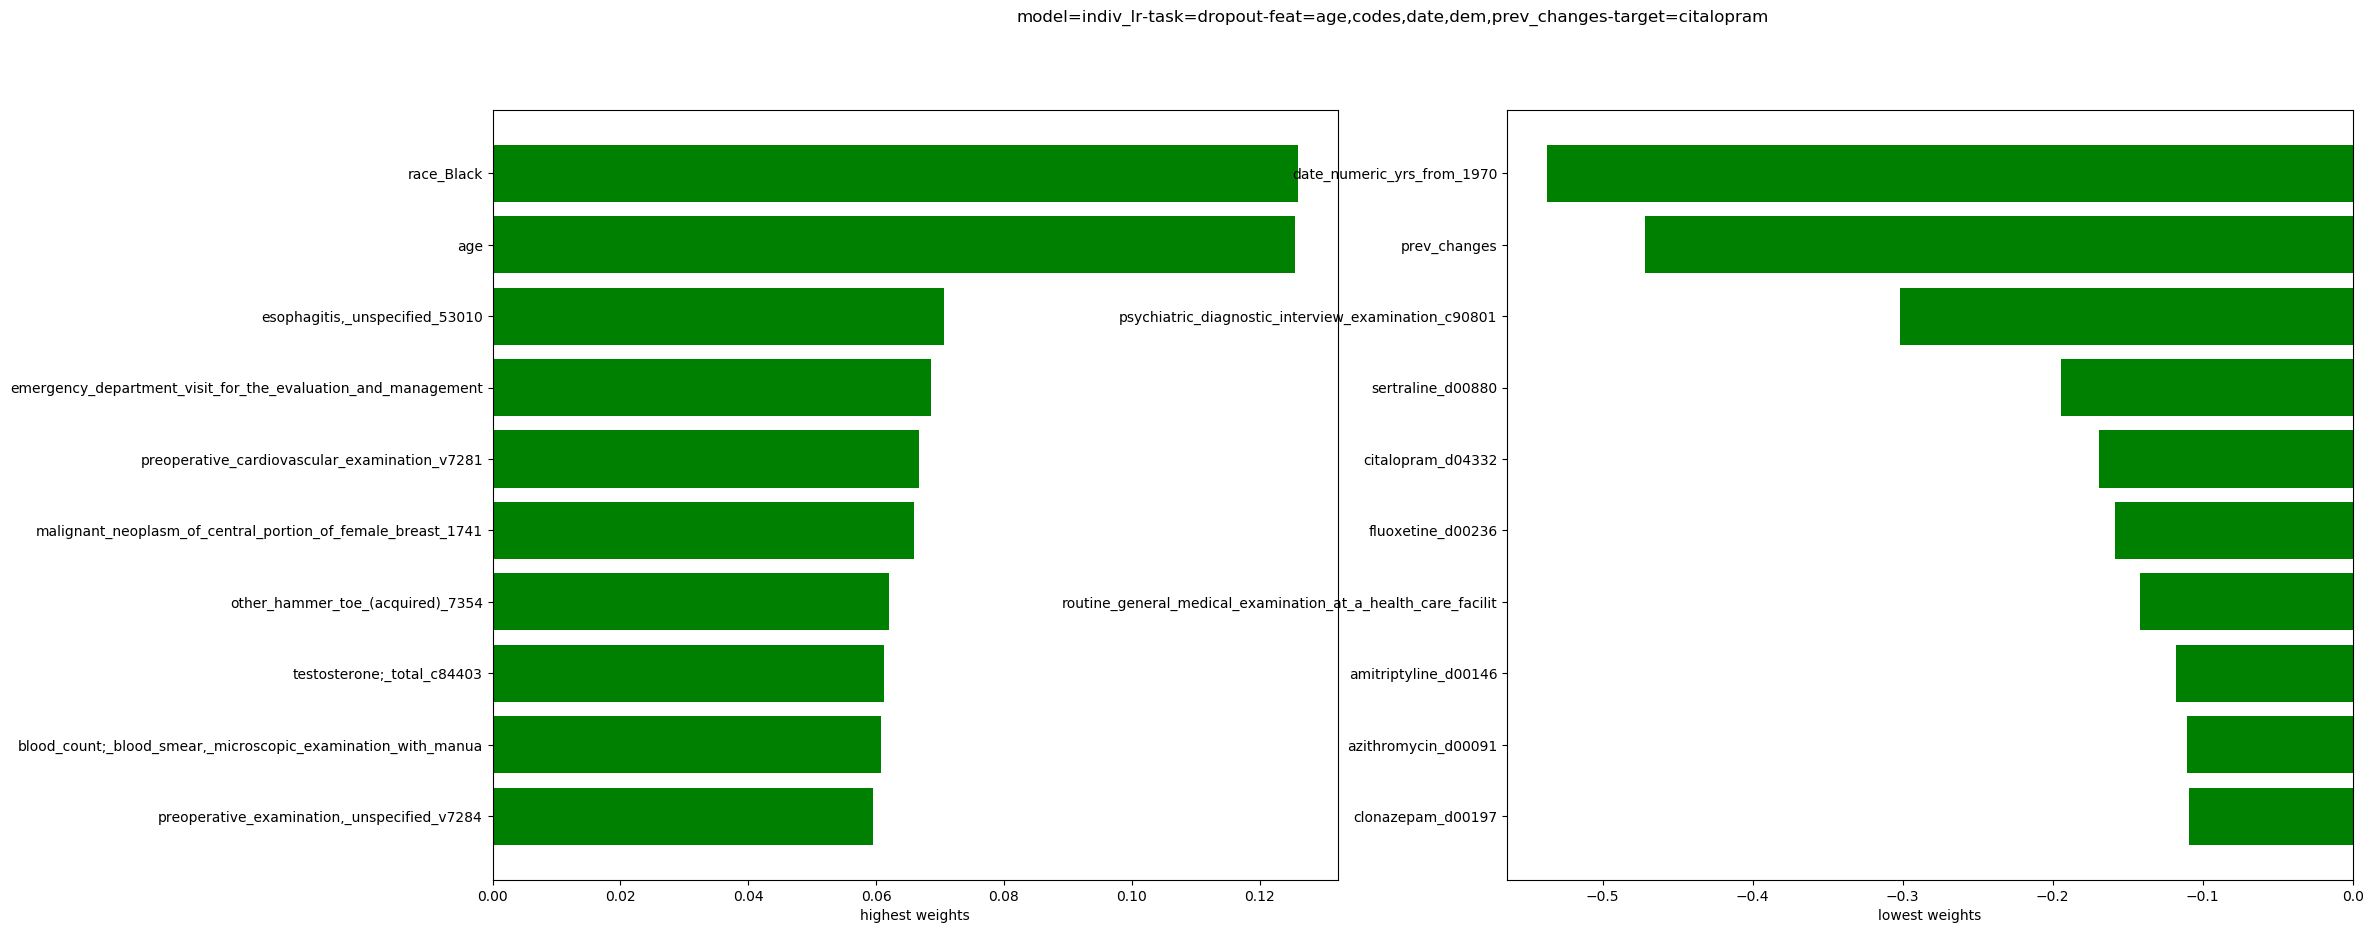 model=indiv_lr-task=dropout-feat=age,codes,date,dem,prev_changes-target=citalopram
race_Black
age
esophagitis,_unspecified_53010
emergency_department_visit_for_the_evaluation_and_management
preoperative_cardiovascular_examination_v7281
malignant_neoplasm_of_central_portion_of_female_breast_1741
other_hammer_toe_(acquired)_7354
testosterone;_total_c84403
blood_count;_blood_smear,_microscopic_examination_with_manua
preoperative_examination,_unspecified_v7284
0.00 0.02 0.04 0.06 0.08 0.10 0.12
highest weights
date_numeric_yrs_from_1970
prev_changes
psychiatric_diagnostic_interview_examination_c90801
sertraline_d00880
citalopram_d04332
fluoxetine_d00236
routine_general_medical_examination_at_a_health_care_facilit
amitriptyline_d00146
azithromycin_d00091
clonazepam_d00197
−0.5 −0.4 −0.3 −0.2 −0.1 0.0
lowest weights